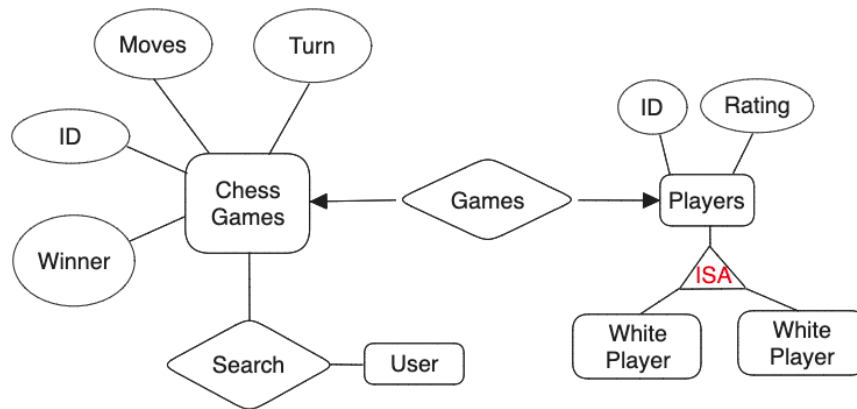 Moves
Turn
ID
Rating
ID
Chess
Games
Games
Players
Winner
ISA
White
Player
White
Player
Search
User